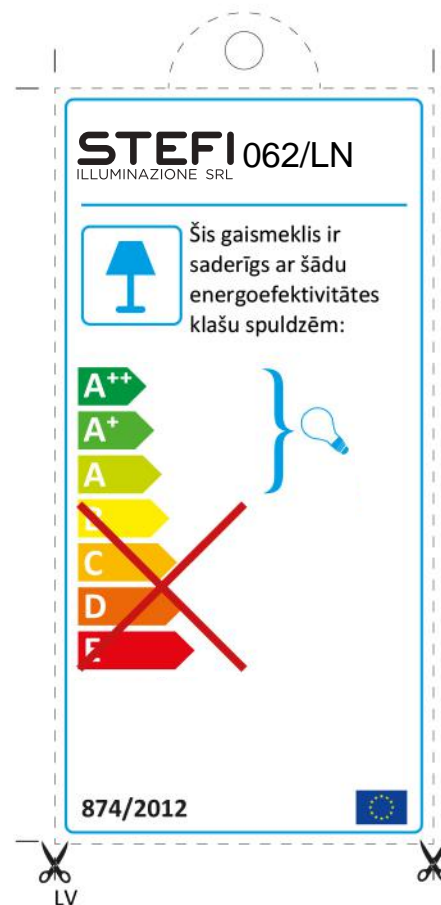 STEFI 062/LN
ILLUMINAZIONE SRL
Šis gaismeklis ir
saderīgs ar šādu
energoefektivitātes
klašu spuldzēm:
A++
A+
A
B
C
D
E
874/2012
LV